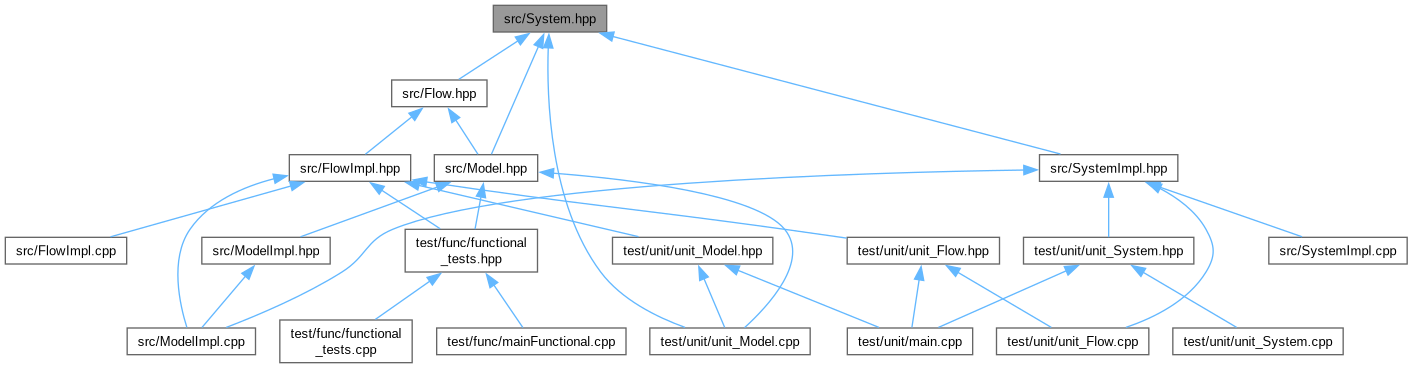 src/System.hpp
src/Flow.hpp
src/FlowImpl.hpp
src/Model.hpp
src/SystemImpl.hpp
src/FlowImpl.cpp
src/ModelImpl.hpp
test/func/functional
_tests.hpp
test/unit/unit_Model.hpp
test/unit/unit_Flow.hpp
test/unit/unit_System.hpp
src/SystemImpl.cpp
src/ModelImpl.cpp
test/func/functional
_tests.cpp
test/func/mainFunctional.cpp
test/unit/unit_Model.cpp
test/unit/main.cpp
test/unit/unit_Flow.cpp
test/unit/unit_System.cpp